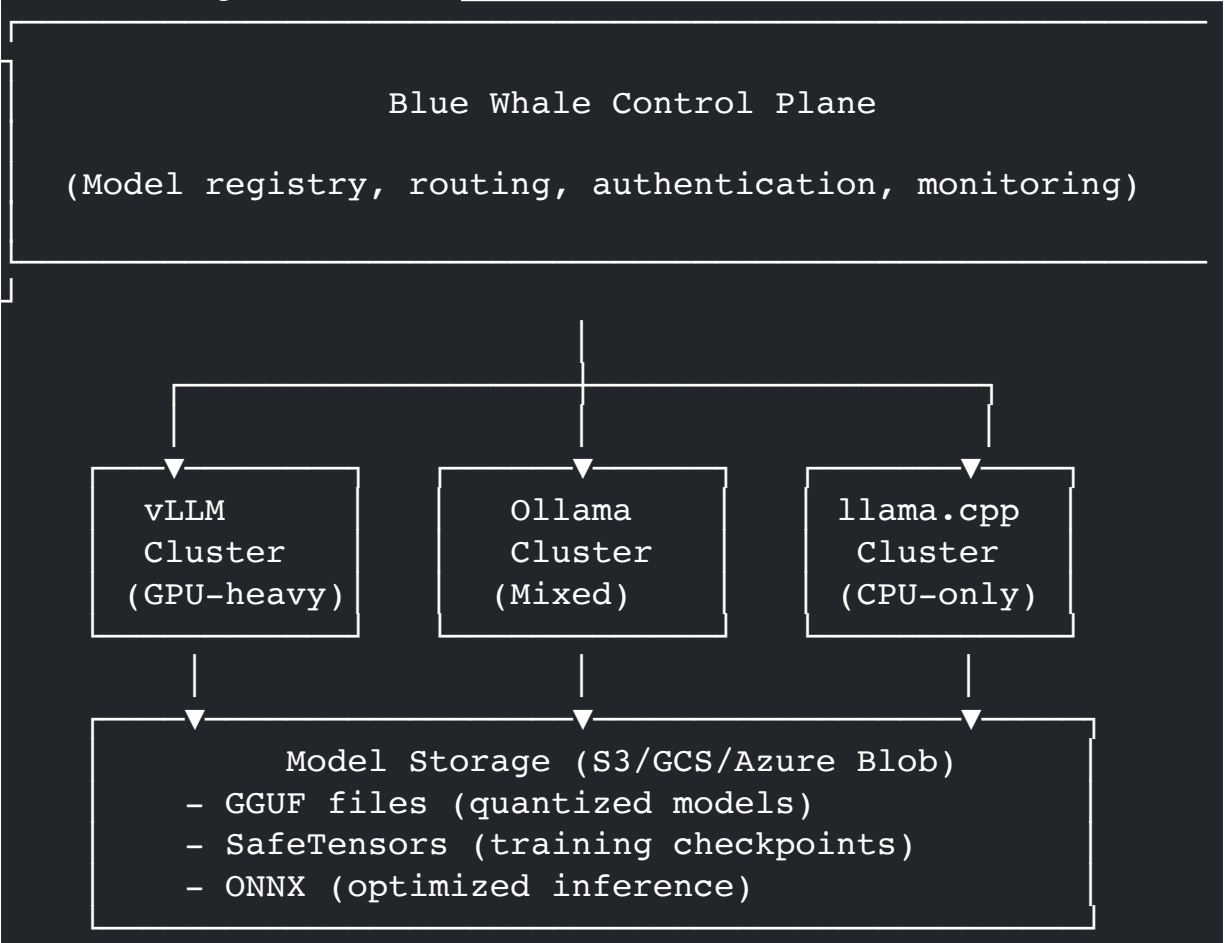 Blue Whale Control Plane
(Model registry, routing, authentication, monitoring)
vLLM Ollama llama.cpp
Cluster Cluster Cluster
(GPU-heavy) (Mixed) (CPU-only)
Model Storage (S3/GCS/Azure Blob)
- GGUF files (quantized models)
- SafeTensors (training checkpoints)
- ONNX (optimized inference)